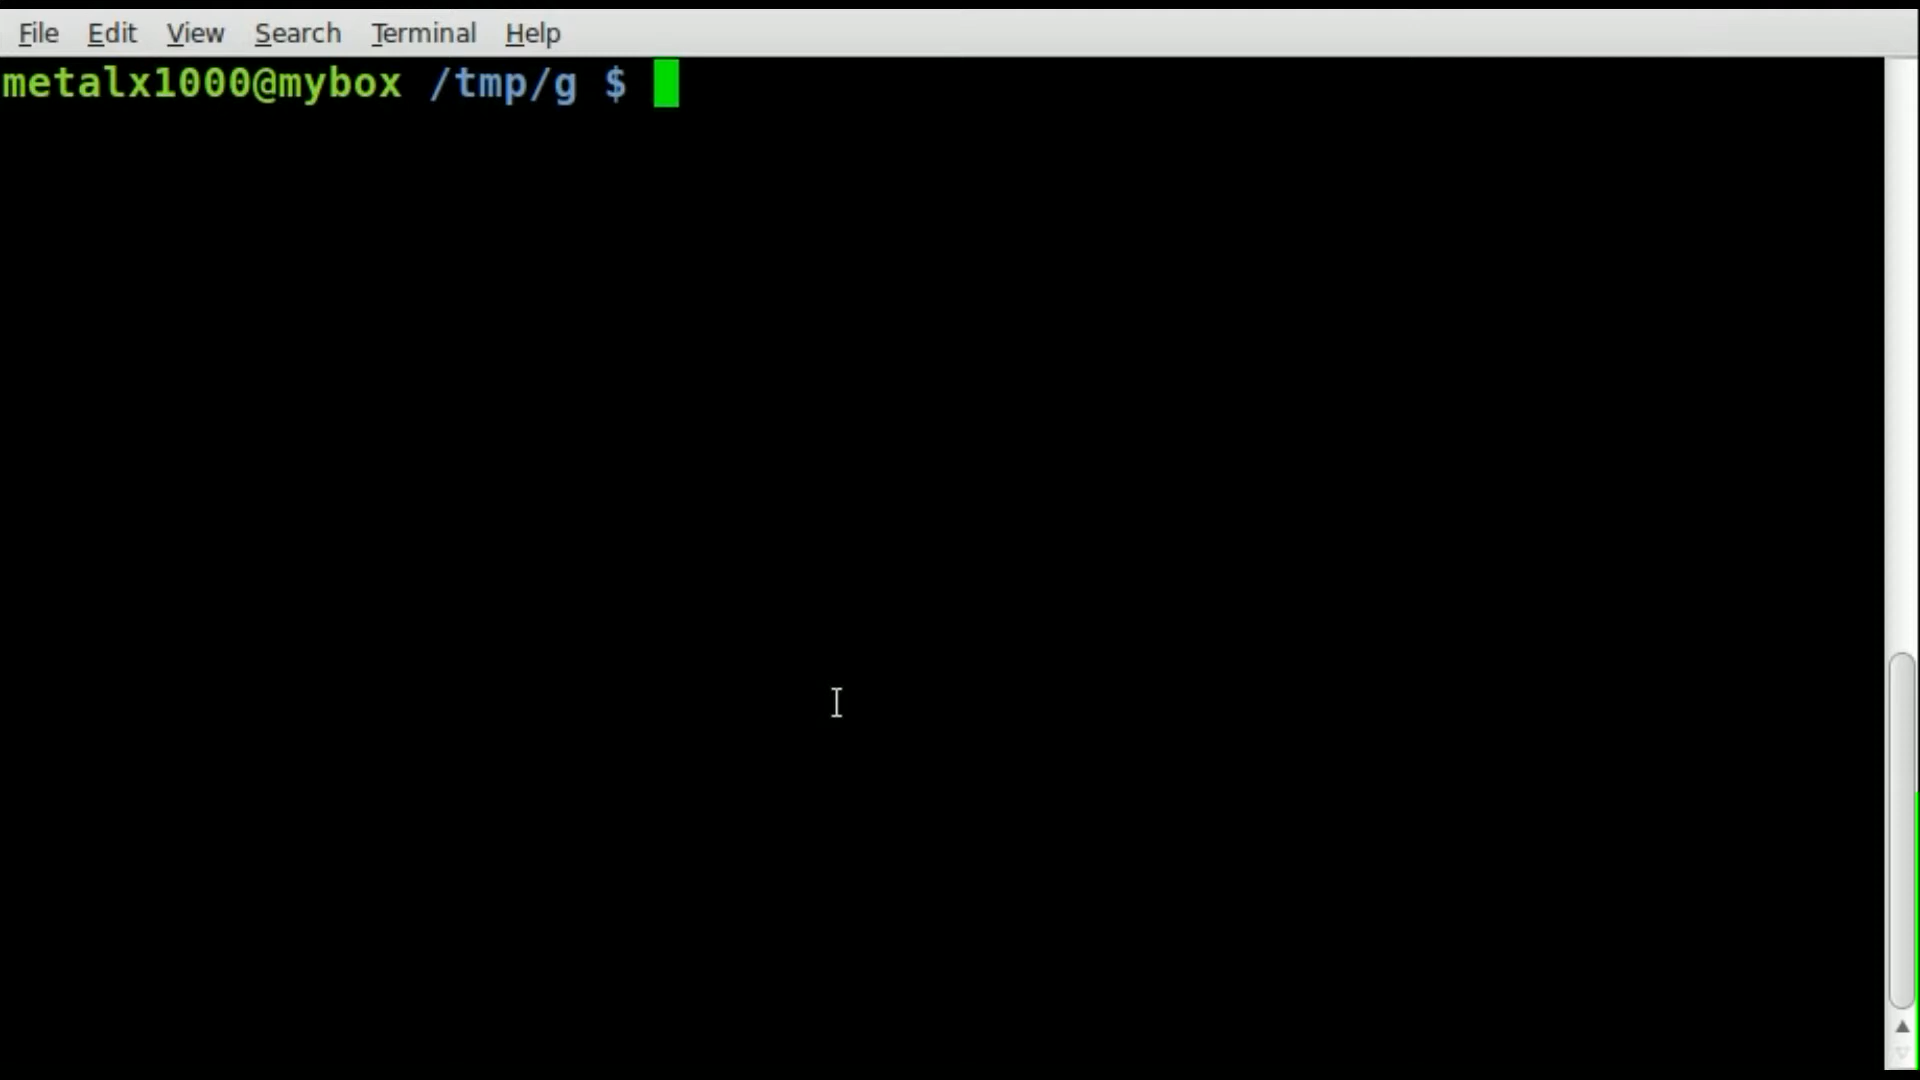 File Edit View Search Terminal Help
metalx1000@mybox /tmp/g $